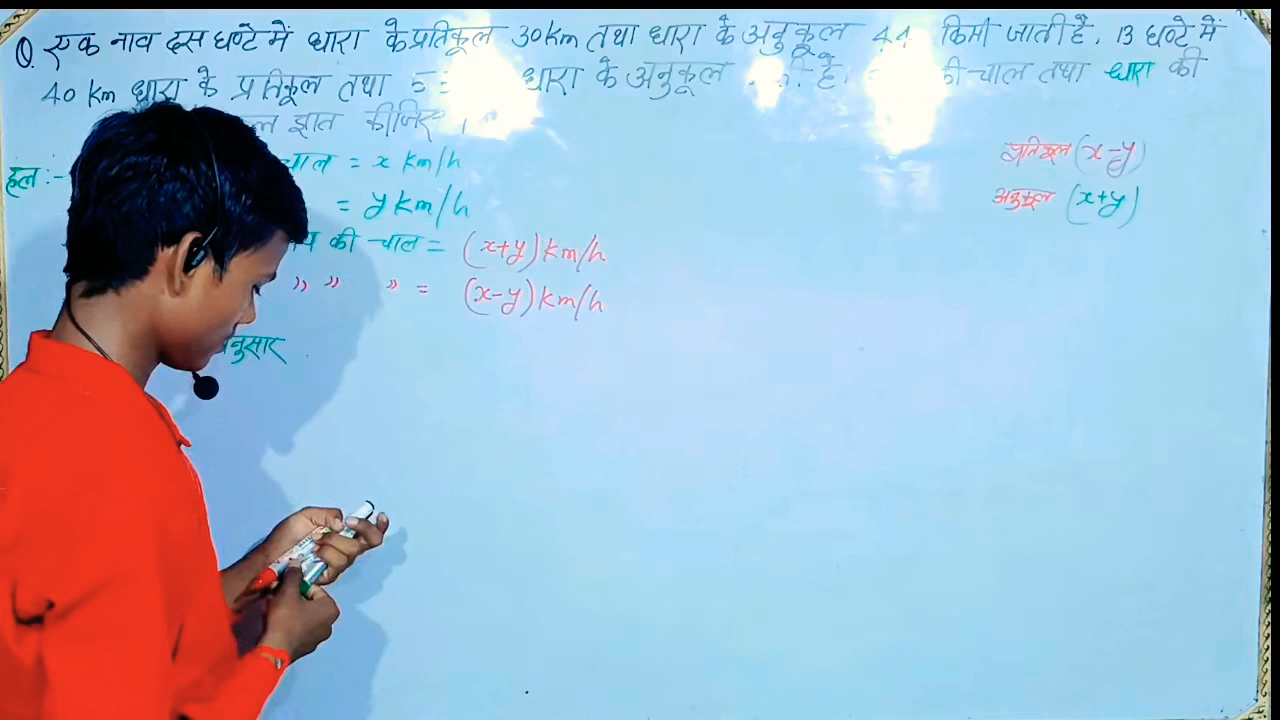 Q. एक नाव दस घण्टे में धारा के प्रतिकूल 30km तथा धारा के अनुकूल 44 किमी जाती है, 13 घण्टे में
40 km धारा के प्रतिकूल तथा 5 धारा के अनुकूल है। की चाल तथा धारा की
ज्ञात कीजिए।
प्रतिकूल (x-y)
हल :- चाल = x km/h
अनुकूल (x+y)
= y km/h
की चाल = (x+y) km/h
" " " = (x-y) km/h
नुसार